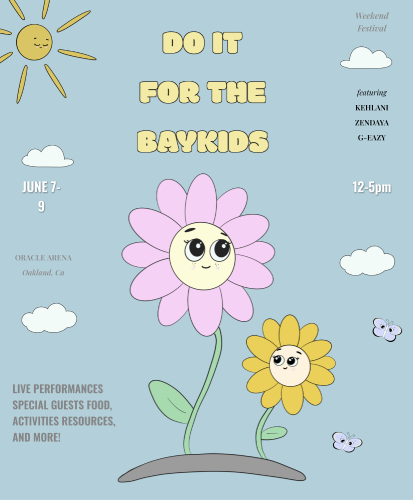 Weekend
Festival
DO IT
FOR THE
BAYKIDS
featuring
KEHLANI
ZENDAYA
G-EAZY
JUNE 7-
9
12-5pm
ORACLE ARENA
Oakland, Ca
LIVE PERFORMANCES
SPECIAL GUESTS FOOD,
ACTIVITIES RESOURCES,
AND MORE!